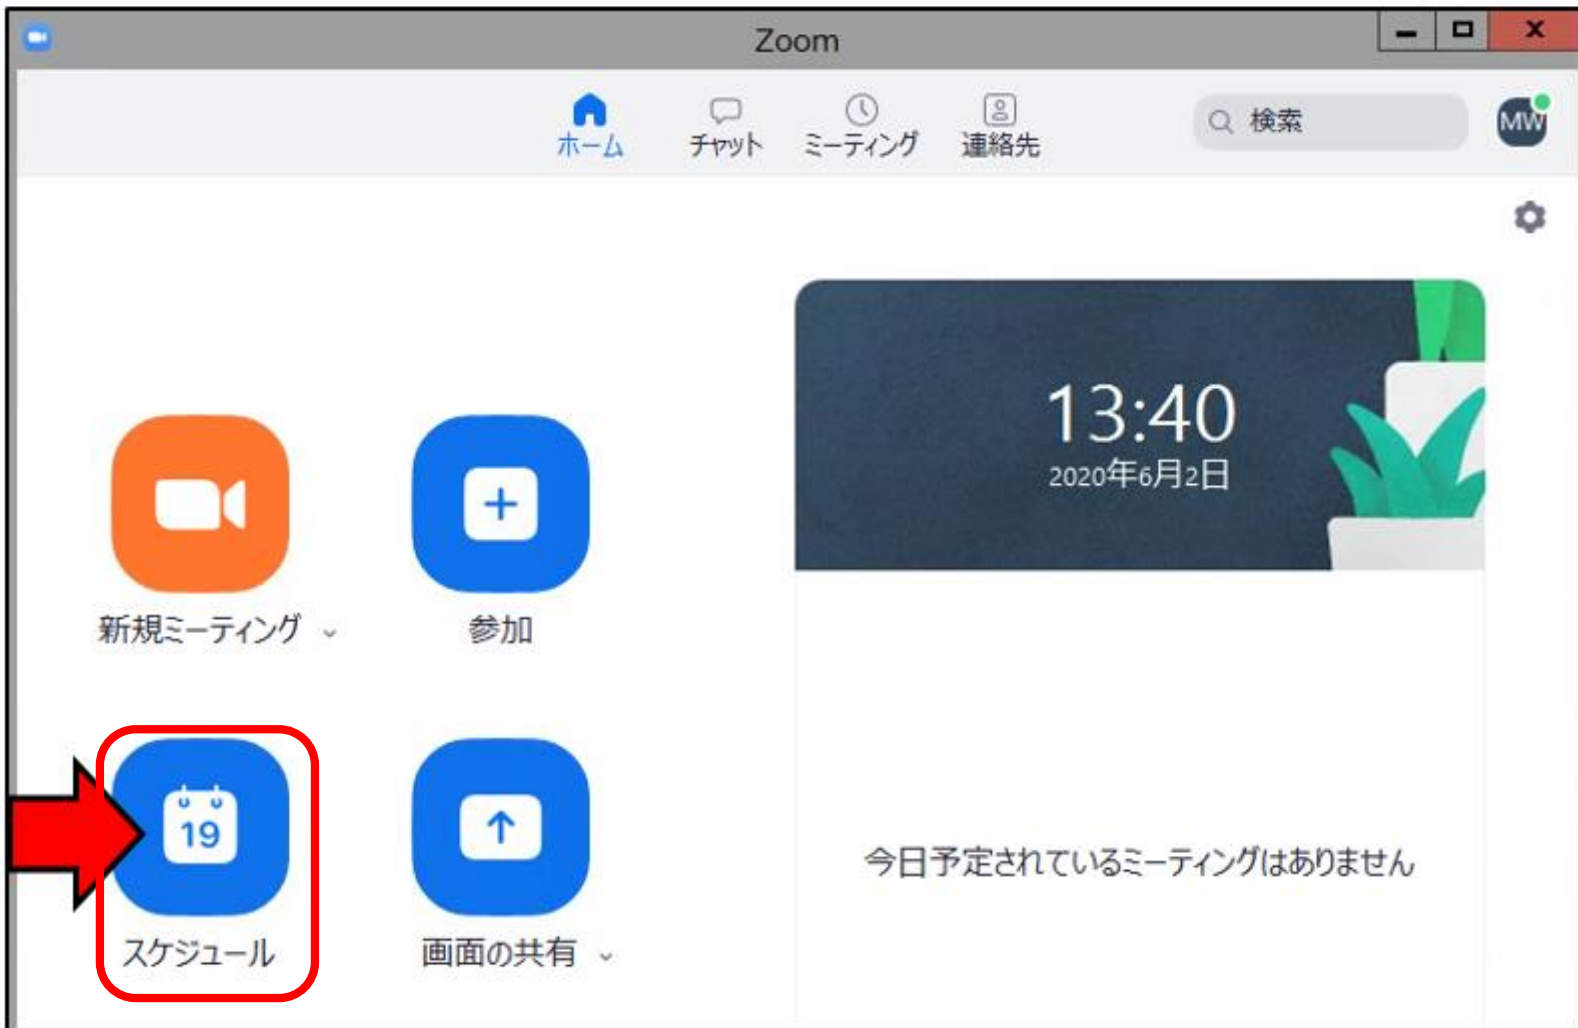 Zoom
ホーム
チャット
ミーティング
連絡先
検索
MW
13:40
2020年6月2日
新規ミーティング
参加
19
スケジュール
画面の共有
今日予定されているミーティングはありません